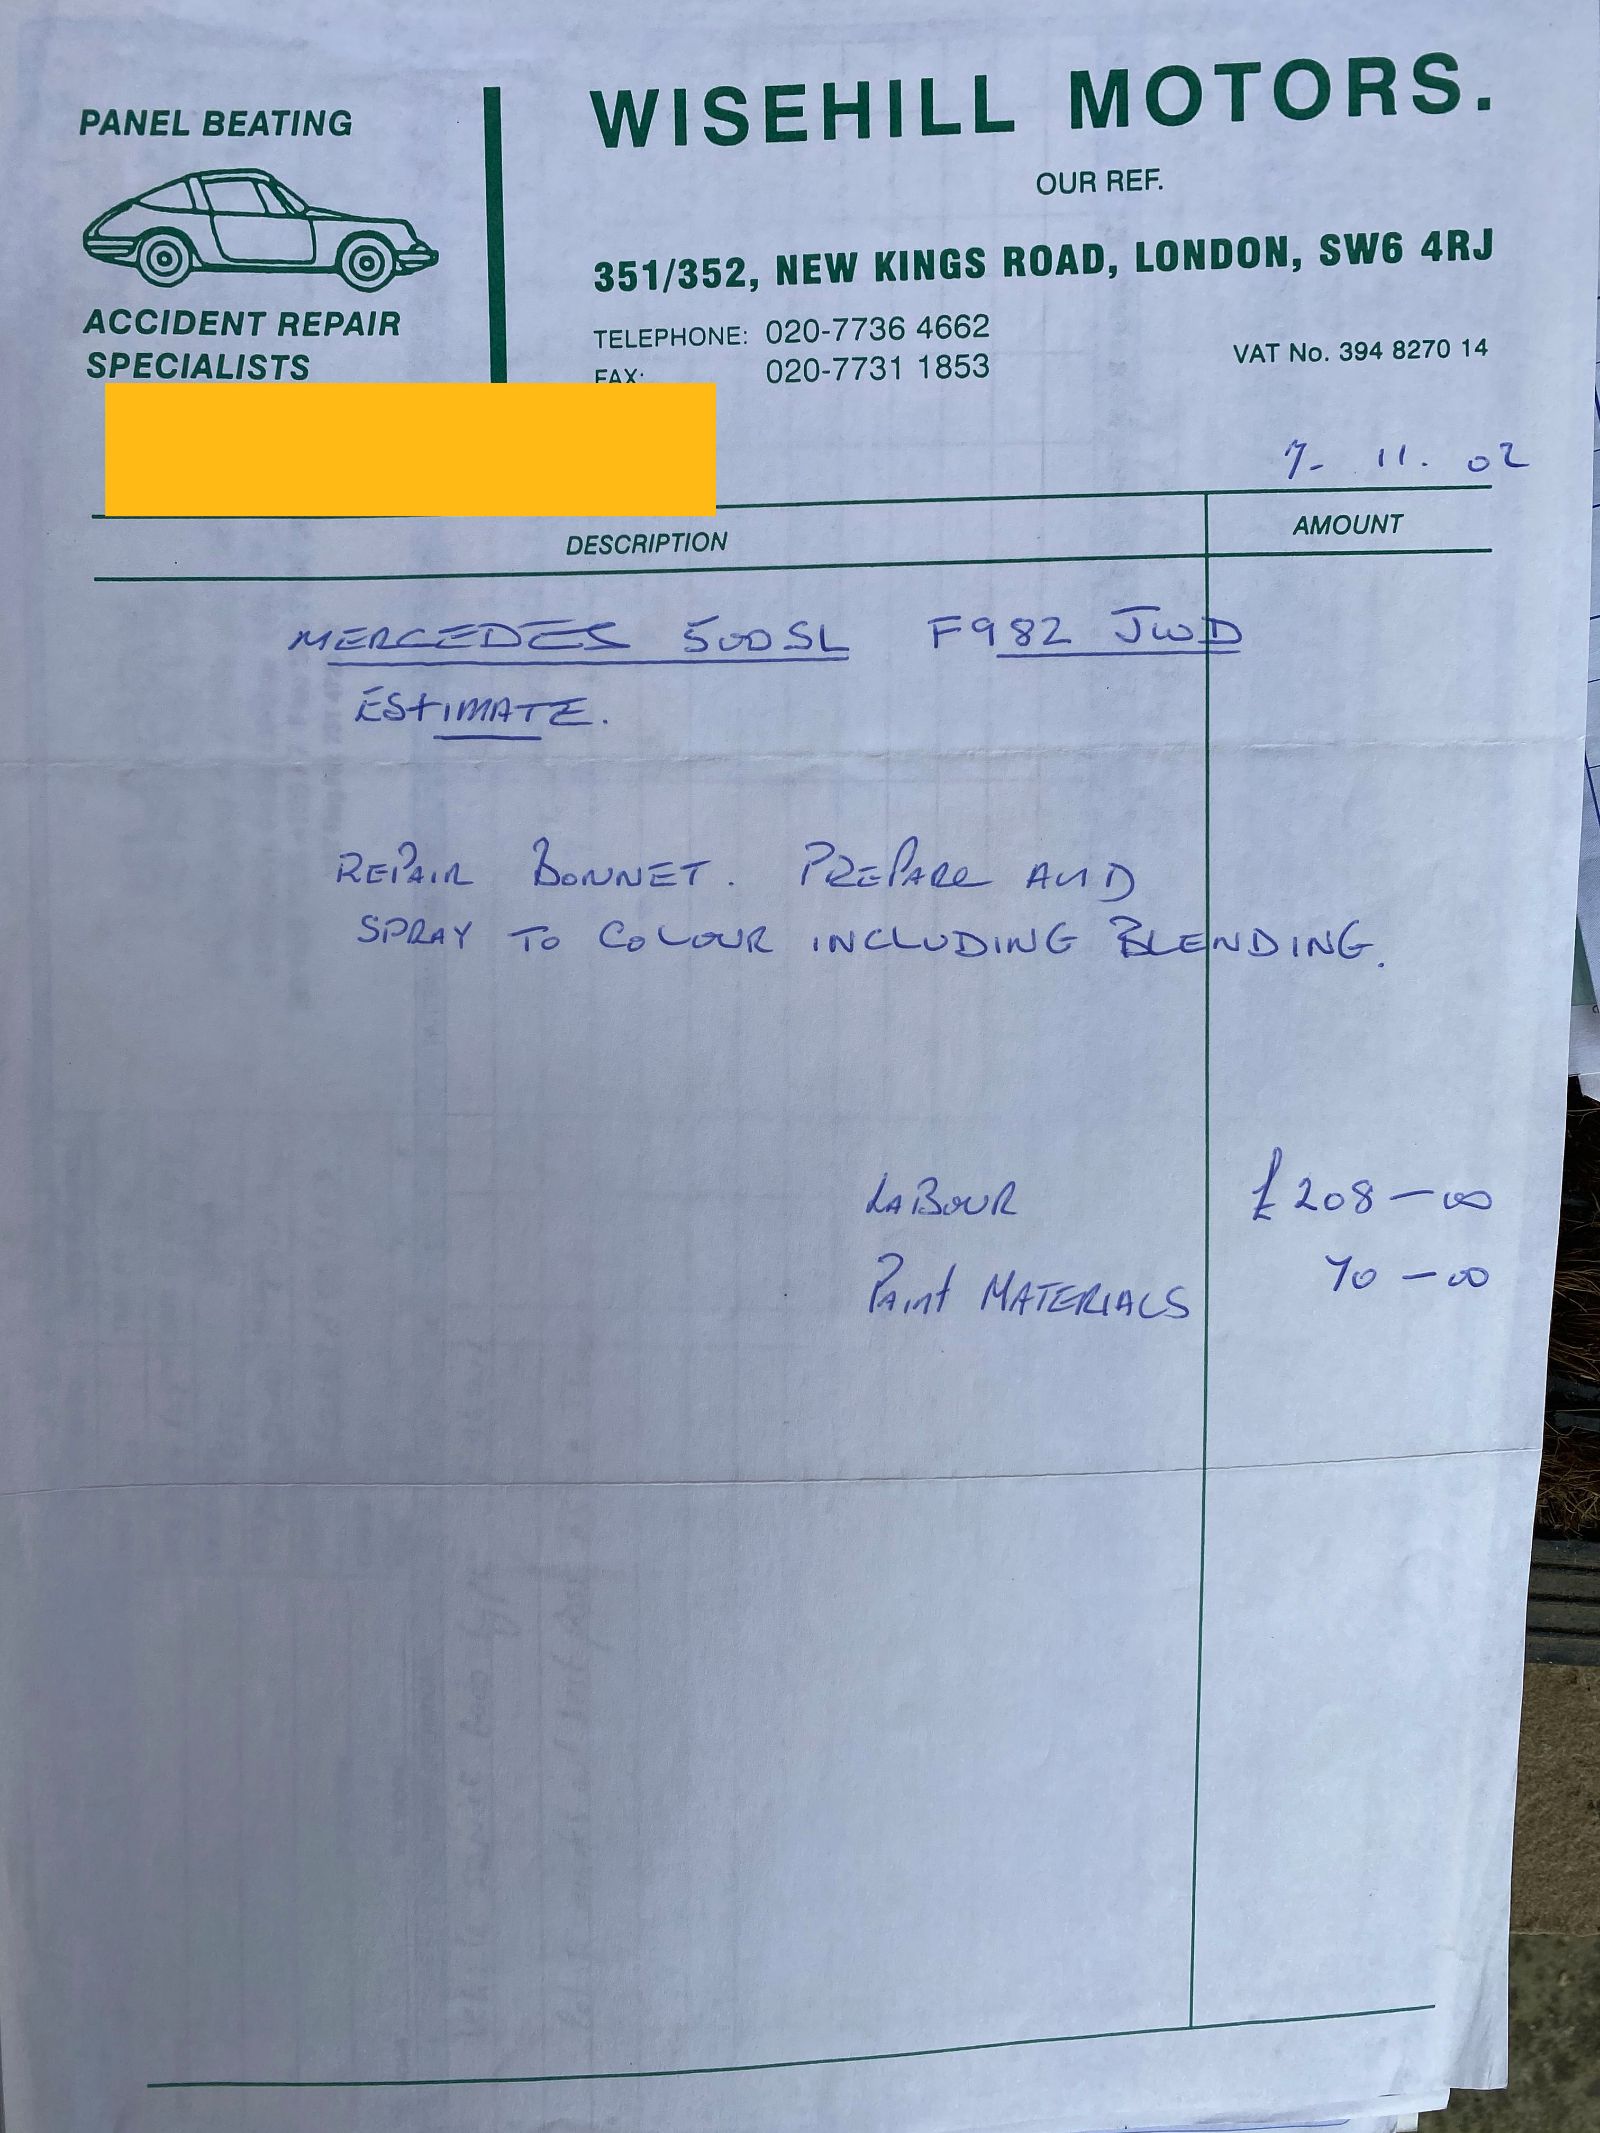 PANEL BEATING
ACCIDENT REPAIR
SPECIALISTS
WISEHILL MOTORS.
OUR REF.
351/352, NEW KINGS ROAD, LONDON, SW6 4RJ
TELEPHONE: 020-7736 4662
FAX: 020-7731 1853
VAT No. 394 8270 14
7- 11. 02
DESCRIPTION AMOUNT
MERCEDES 500SL F982 JWD
ESTIMATE.
REPAIR BONNET. PREPARE AND
SPRAY TO COLOUR INCLUDING BLENDING.
LABOUR £208-00
PAINT MATERIALS 70-00